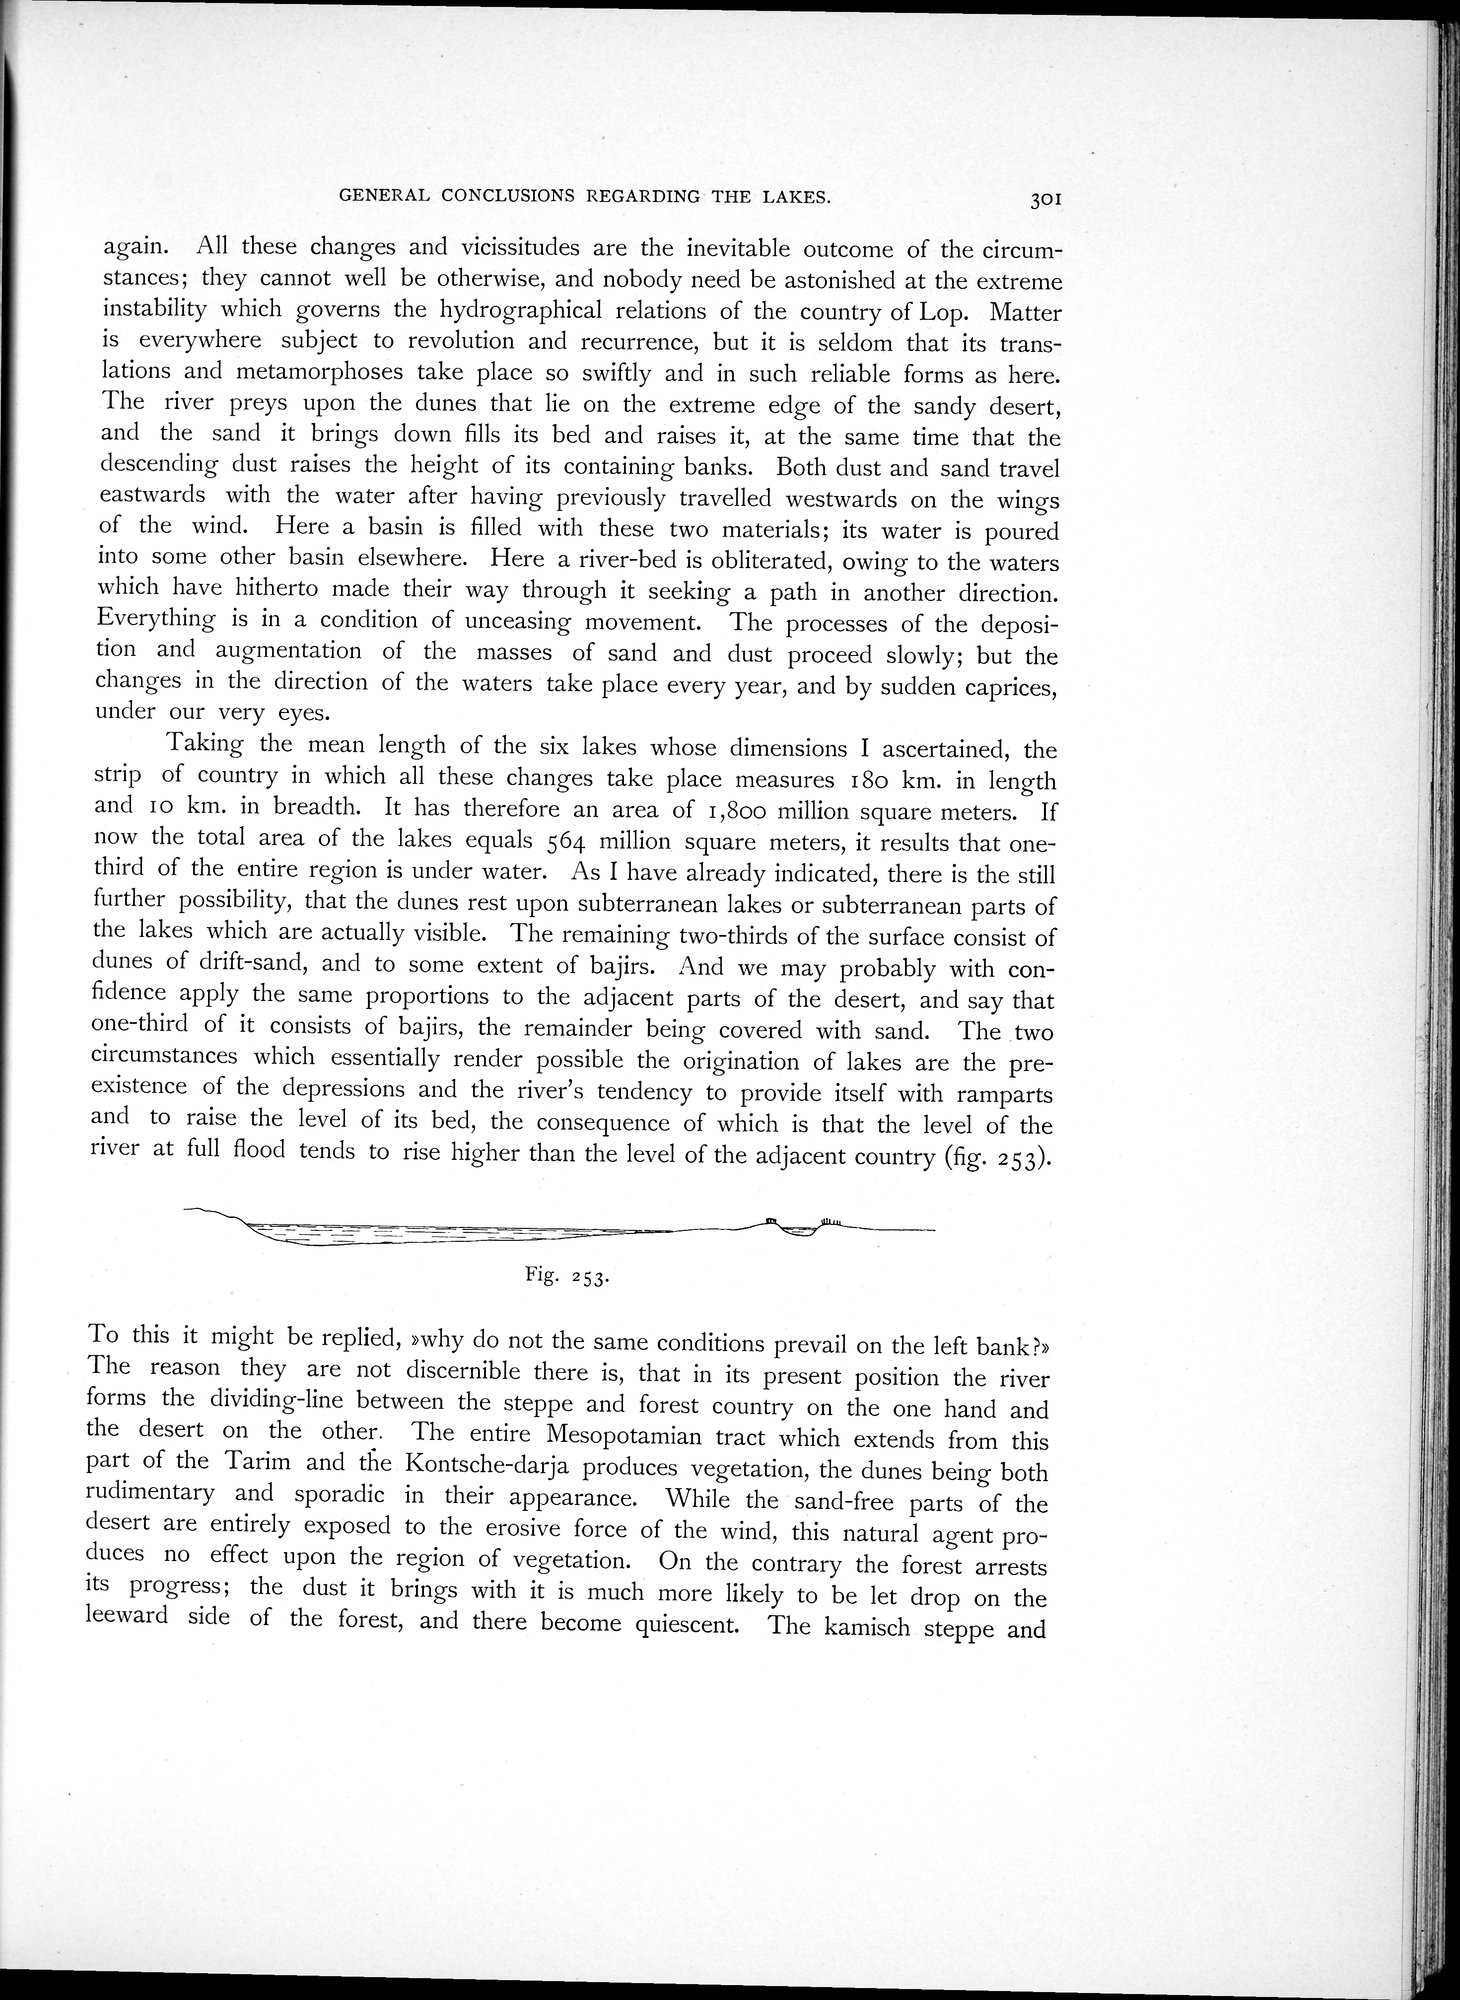 GENERAL CONCLUSIONS REGARDING THE LAKES. 301
again. All these changes and vicissitudes are the inevitable outcome of the circum-
stances; they cannot well be otherwise, and nobody need be astonished at the extreme
instability which governs the hydrographical relations of the country of Lop. Matter
is everywhere subject to revolution and recurrence, but it is seldom that its trans-
lations and metamorphoses take place so swiftly and in such reliable forms as here.
The river preys upon the dunes that lie on the extreme edge of the sandy desert,
and the sand it brings down fills its bed and raises it, at the same time that the
descending dust raises the height of its containing banks. Both dust and sand travel
eastwards with the water after having previously travelled westwards on the wings
of the wind. Here a basin is filled with these two materials; its water is poured
into some other basin elsewhere. Here a river-bed is obliterated, owing to the waters
which have hitherto made their way through it seeking a path in another direction.
Everything is in a condition of unceasing movement. The processes of the deposi-
tion and augmentation of the masses of sand and dust proceed slowly; but the
changes in the direction of the waters take place every year, and by sudden caprices,
under our very eyes.
Taking the mean length of the six lakes whose dimensions I ascertained, the
strip of country in which all these changes take place measures 180 km. in length
and 10 km. in breadth. It has therefore an area of 1,800 million square meters. If
now the total area of the lakes equals 564 million square meters, it results that one-
third of the entire region is under water. As I have already indicated, there is the still
further possibility, that the dunes rest upon subterranean lakes or subterranean parts of
the lakes which are actually visible. The remaining two-thirds of the surface consist of
dunes of drift-sand, and to some extent of bajirs. And we may probably with con-
fidence apply the same proportions to the adjacent parts of the desert, and say that
one-third of it consists of bajirs, the remainder being covered with sand. The two
circumstances which essentially render possible the origination of lakes are the pre-
existence of the depressions and the river's tendency to provide itself with ramparts
and to raise the level of its bed, the consequence of which is that the level of the
river at full flood tends to rise higher than the level of the adjacent country (fig. 253).
Fig. 253.
To this it might be replied, »why do not the same conditions prevail on the left bank?»
The reason they are not discernible there is, that in its present position the river
forms the dividing-line between the steppe and forest country on the one hand and
the desert on the other. The entire Mesopotamian tract which extends from this
part of the Tarim and the Kontsche-darja produces vegetation, the dunes being both
rudimentary and sporadic in their appearance. While the sand-free parts of the
desert are entirely exposed to the erosive force of the wind, this natural agent pro-
duces no effect upon the region of vegetation. On the contrary the forest arrests
its progress; the dust it brings with it is much more likely to be let drop on the
leeward side of the forest, and there become quiescent. The kamisch steppe and